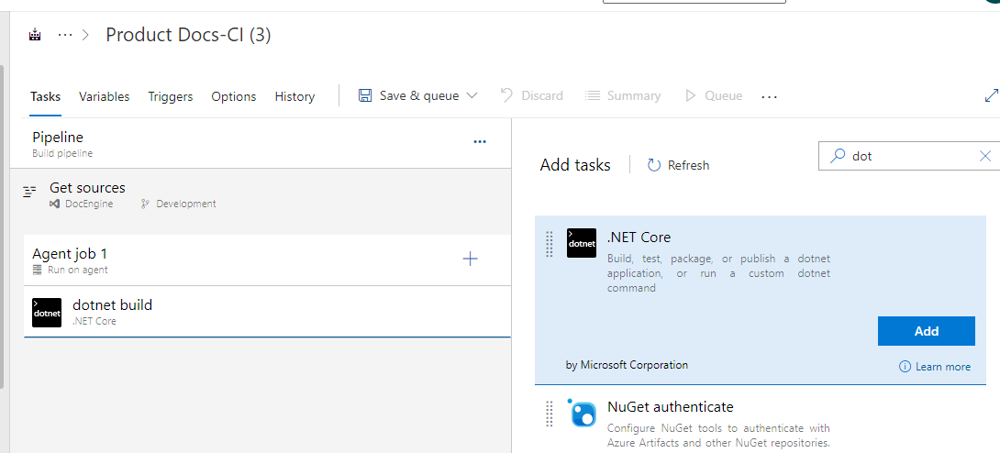 ... > Product Docs-CI (3)
Tasks Variables Triggers Options History Save & queue Discard Summary Queue ...
Pipeline ...
Build pipeline
Get sources
DocEngine Development
Agent job 1 +
Run on agent
> dotnet
dotnet build
.NET Core
Add tasks Refresh dot
> dotnet
.NET Core
Build, test, package, or publish a dotnet
application, or run a custom dotnet
command
Add
by Microsoft Corporation Learn more
NuGet authenticate
Configure NuGet tools to authenticate with
Azure Artifacts and other NuGet repositories.